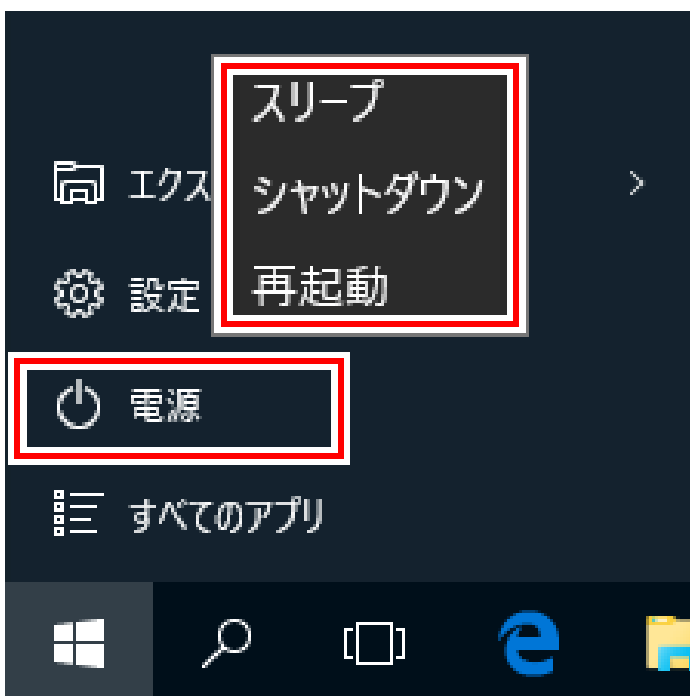 スリープ
エクス
シャットダウン
設定
再起動
電源
すべてのアプリ